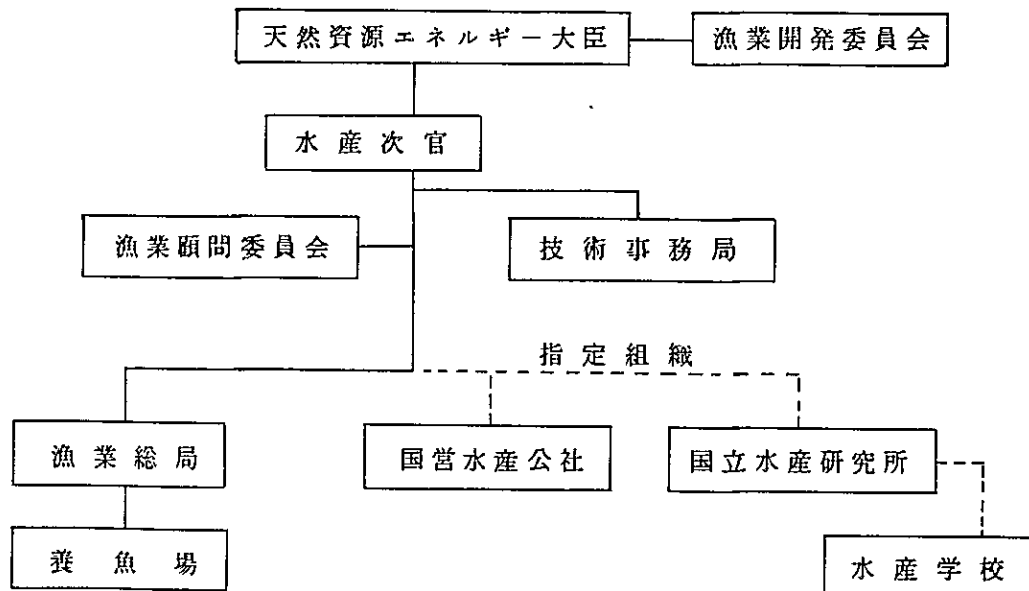 天然資源エネルギー大臣
漁業開発委員会
水産次官
漁業顧問委員会
技術事務局
指定組織
漁業総局
国営水産公社
国立水産研究所
養魚場
水産学校